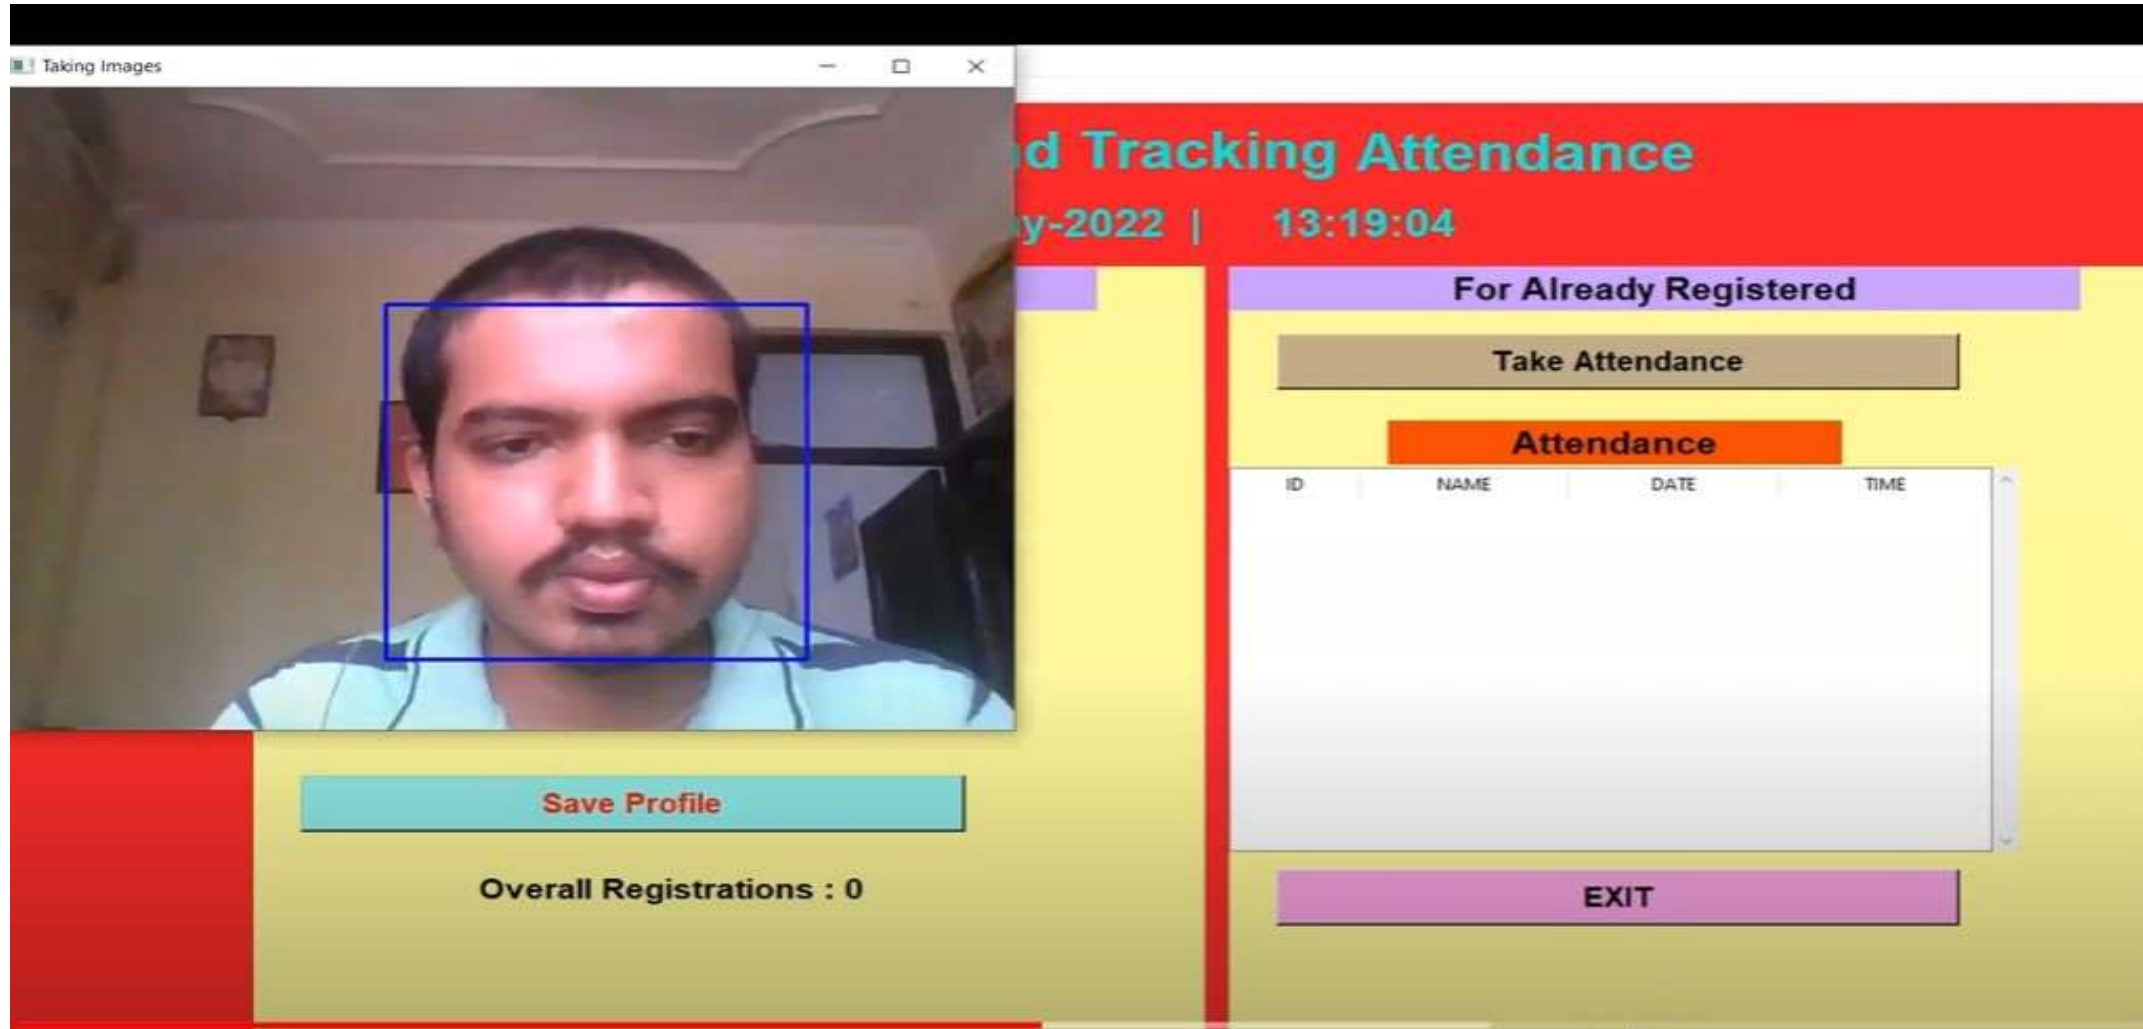 Taking Images
d Tracking Attendance
y-2022 | 13:19:04
For Already Registered
Take Attendance
Attendance
ID NAME DATE TIME
Save Profile
Overall Registrations : 0
EXIT